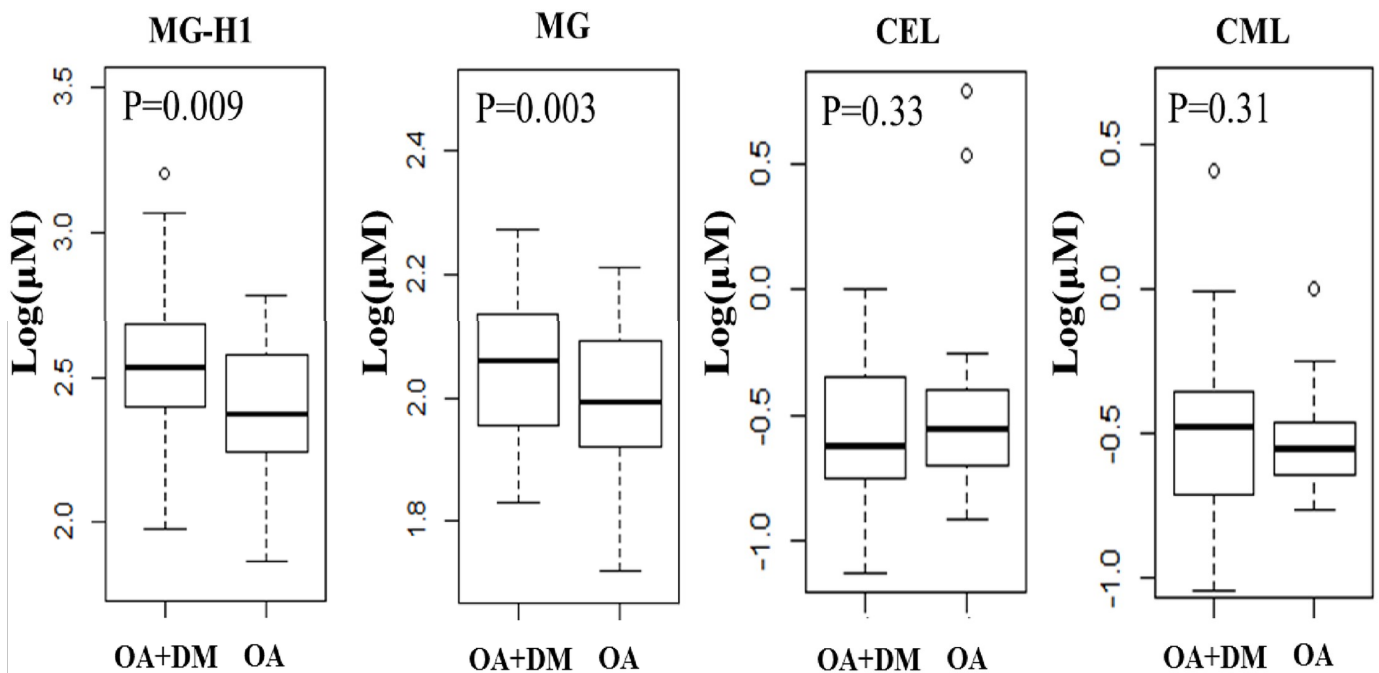 MG-H1
Log(μM)
3.5
3.0
2.5
2.0
P=0.009
OA+DM OA
MG
Log(μM)
2.4
2.2
2.0
1.8
P=0.003
OA+DM OA
CEL
Log(μM)
0.5
0.0
-0.5
-1.0
P=0.33
OA+DM OA
CML
Log(μM)
0.5
0.0
-0.5
-1.0
P=0.31
OA+DM OA